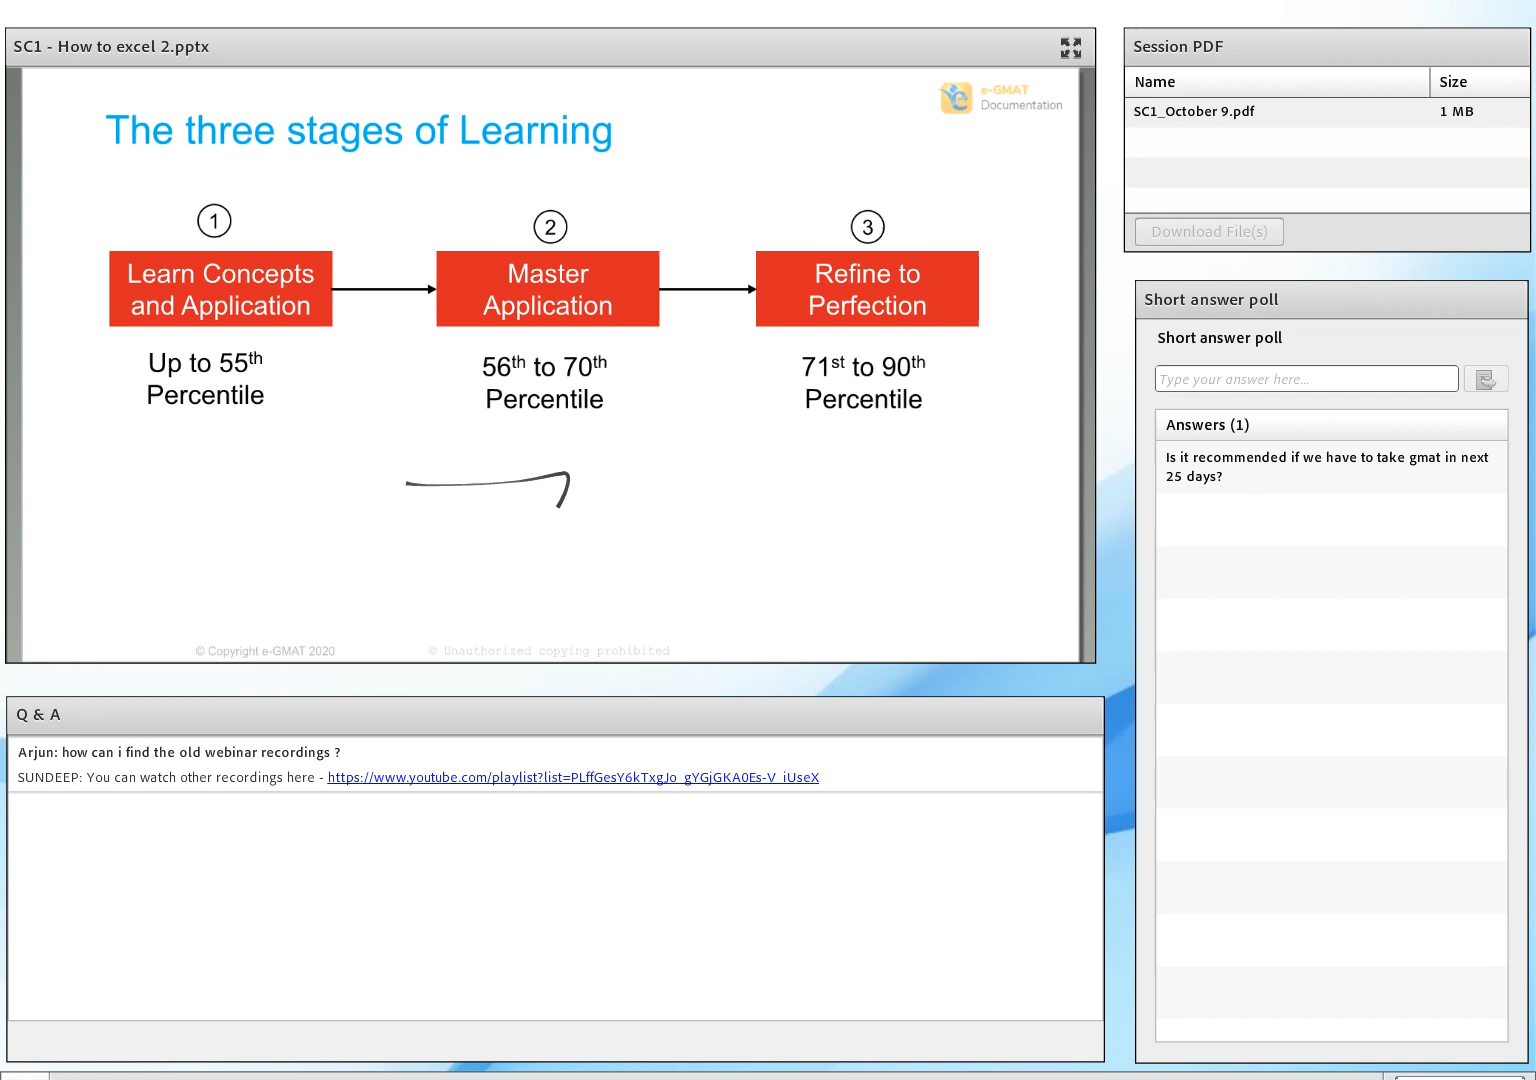 SC1 - How to excel 2.pptx
e-GMAT
Documentation
The three stages of Learning
1
Learn Concepts
and Application
Up to 55th
Percentile
2
Master
Application
56th to 70th
Percentile
3
Refine to
Perfection
71st to 90th
Percentile
© Copyright e-GMAT 2020
© Unauthorized copying prohibited
Session PDF
Name Size
SC1_October 9.pdf 1 MB
Download File(s)
Short answer poll
Short answer poll
Type your answer here...
Answers (1)
Is it recommended if we have to take gmat in next
25 days?
Q & A
Arjun: how can i find the old webinar recordings ?
SUNDEEP: You can watch other recordings here - https://www.youtube.com/playlist?list=PLffGesY6kTxgJo_gYGjGKA0Es-V_iUseX